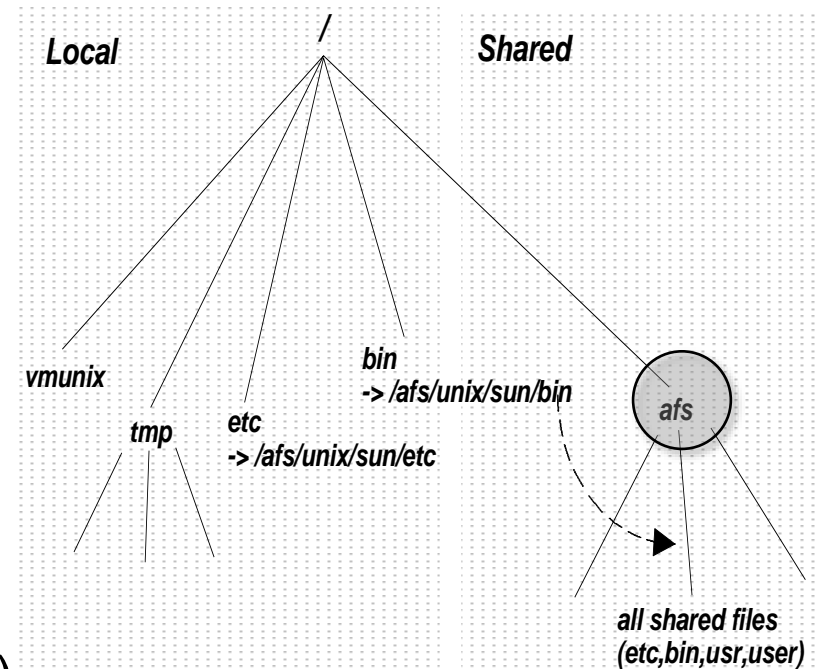 /
Local
Shared
vmunix
tmp
etc
-> /afs/unix/sun/etc
bin
-> /afs/unix/sun/bin
afs
all shared files
(etc,bin,usr,user)
)